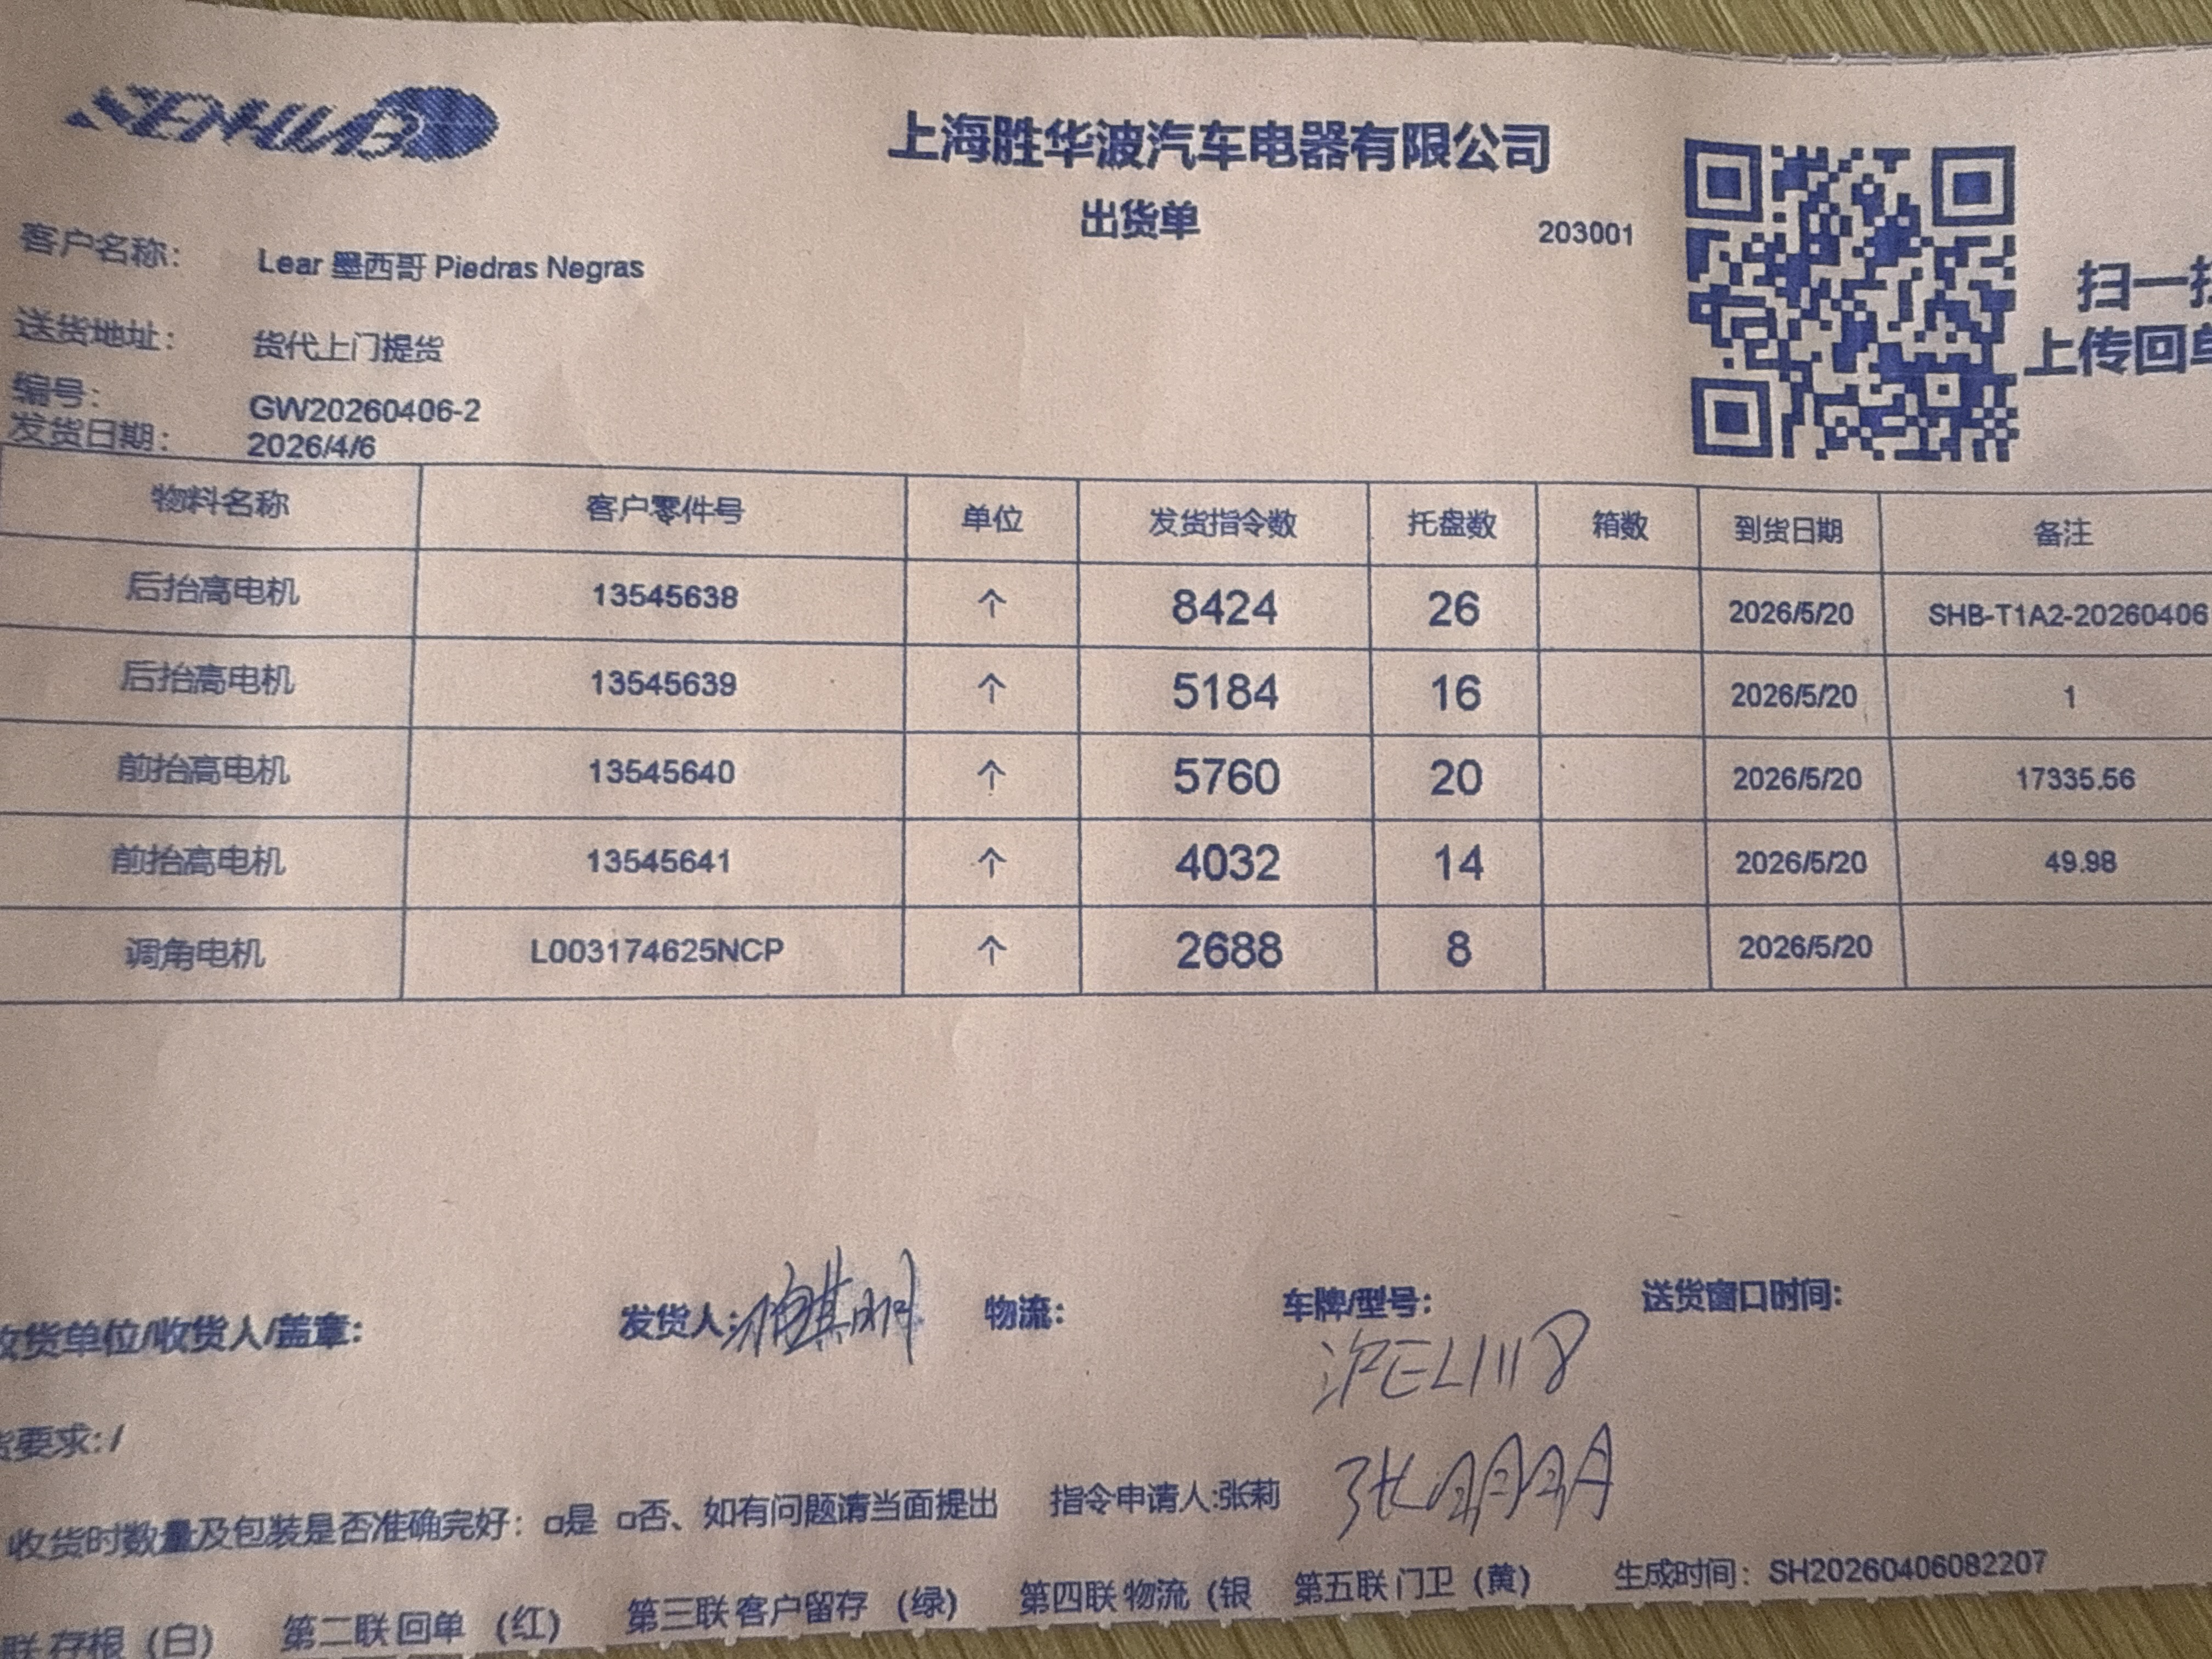 SENHWAB
上海胜华波汽车电器有限公司
出货单 203001
扫一扫
上传回单
客户名称: Lear 墨西哥 Piedras Negras
送货地址: 货代上门提货
编号: GW20260406-2
发货日期: 2026/4/6
物料名称 客户零件号 单位 发货指令数 托盘数 箱数 到货日期 备注
后抬高电机 13545638 个 8424 26 2026/5/20 SHB-T1A2-20260406
后抬高电机 13545639 个 5184 16 2026/5/20 1
前抬高电机 13545640 个 5760 20 2026/5/20 17335.56
前抬高电机 13545641 个 4032 14 2026/5/20 49.98
调角电机 L003174625NCP 个 2688 8 2026/5/20
收货单位/收货人/盖章: 发货人: 物流: 车牌/型号: 送货窗口时间:
沪EL1118
货要求: /
收货时数量及包装是否准确完好: □是 □否、如有问题请当面提出 指令申请人:张莉
联 存根 (白) 第二联 回单 (红) 第三联 客户留存 (绿) 第四联 物流 (银 第五联 门卫 (黄) 生成时间: SH20260406082207